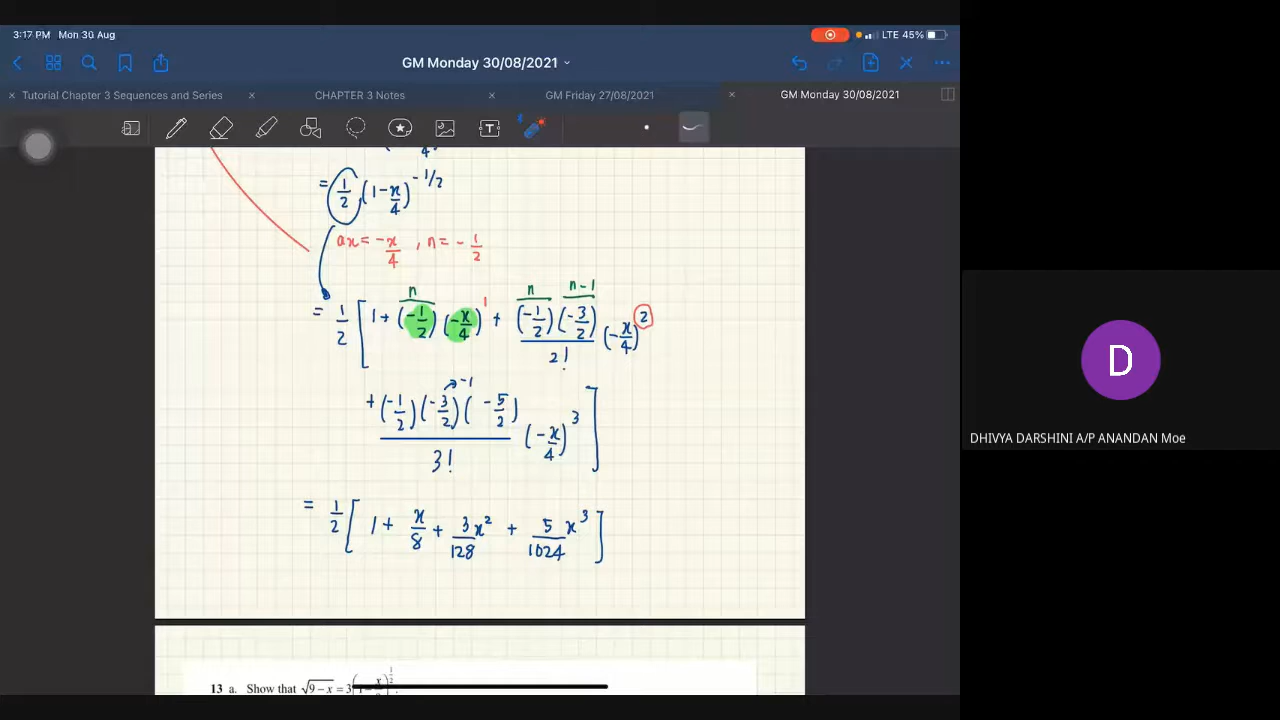 3:17 PM Mon 30 Aug
LTE 45%
GM Monday 30/08/2021
Tutorial Chapter 3 Sequences and Series
CHAPTER 3 Notes
GM Friday 27/08/2021
GM Monday 30/08/2021
= 1/2 (1-x/4)^-1/2
ax = -x/4 , n = -1/2
n n n-1
= 1/2 [ 1 + (-1/2)(-x/4)^1 + (-1/2)(-3/2)/2! (-x/4)^2
→ -1
+ (-1/2)(-3/2)(-5/2)/3! (-x/4)^3 ]
= 1/2 [ 1 + x/8 + 3x^2/128 + 5/1024 x^3 ]
13 a. Show that √9-x = 3
DHIVYA DARSHINI A/P ANANDAN Moe
D